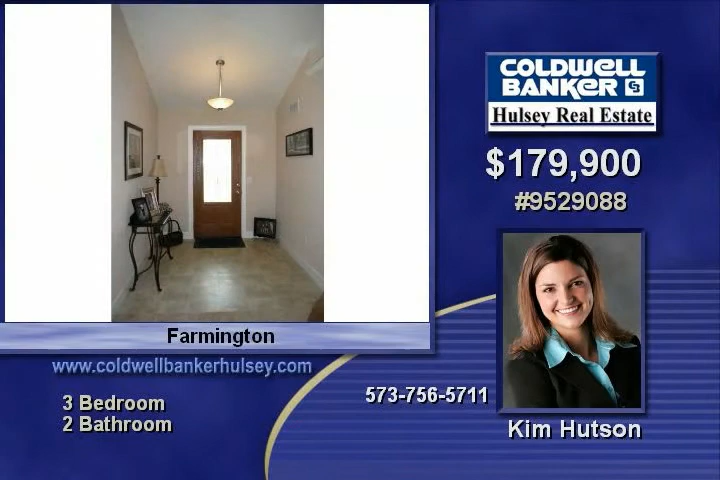 COLDWELL
BANKER CB
Hulsey Real Estate
$179,900
#9529088
Farmington
www.coldwellbankerhulsey.com
3 Bedroom
2 Bathroom
573-756-5711
Kim Hutson